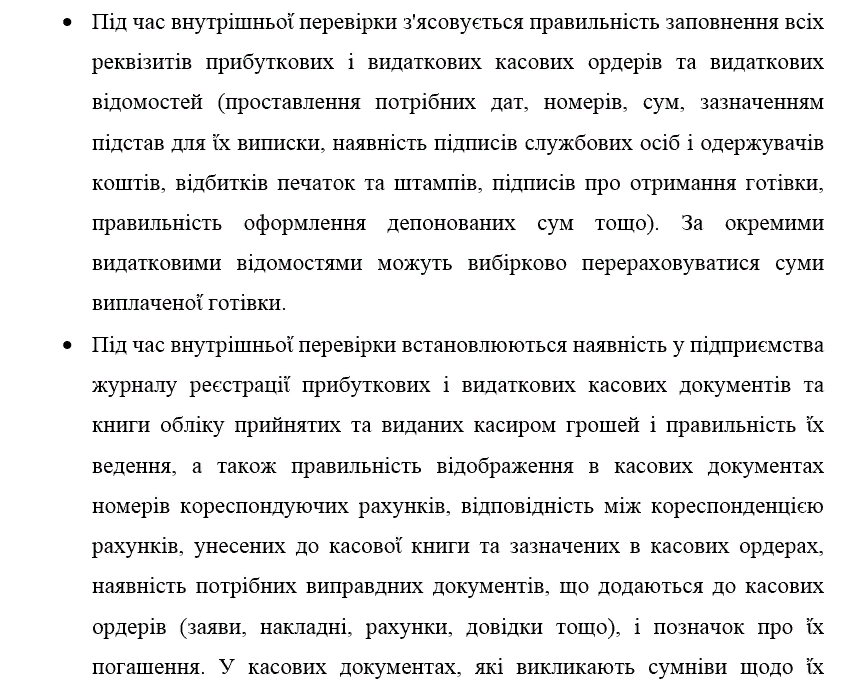 • Під час внутрішньої перевірки з'ясовується правильність заповнення всіх
реквізитів прибуткових і видаткових касових ордерів та видаткових
відомостей (проставлення потрібних дат, номерів, сум, зазначенням
підстав для їх виписки, наявність підписів службових осіб і одержувачів
коштів, відбитків печаток та штампів, підписів про отримання готівки,
правильність оформлення депонованих сум тощо). За окремими
видатковими відомостями можуть вибірково перераховуватися суми
виплаченої готівки.
• Під час внутрішньої перевірки встановлюються наявність у підприємства
журналу реєстрації прибуткових і видаткових касових документів та
книги обліку прийнятих та виданих касиром грошей і правильність їх
ведення, а також правильність відображення в касових документах
номерів кореспондуючих рахунків, відповідність між кореспонденцією
рахунків, унесених до касової книги та зазначених в касових ордерах,
наявність потрібних виправдних документів, що додаються до касових
ордерів (заяви, накладні, рахунки, довідки тощо), і позначок про їх
погашення. У касових документах, які викликають сумніви щодо їх